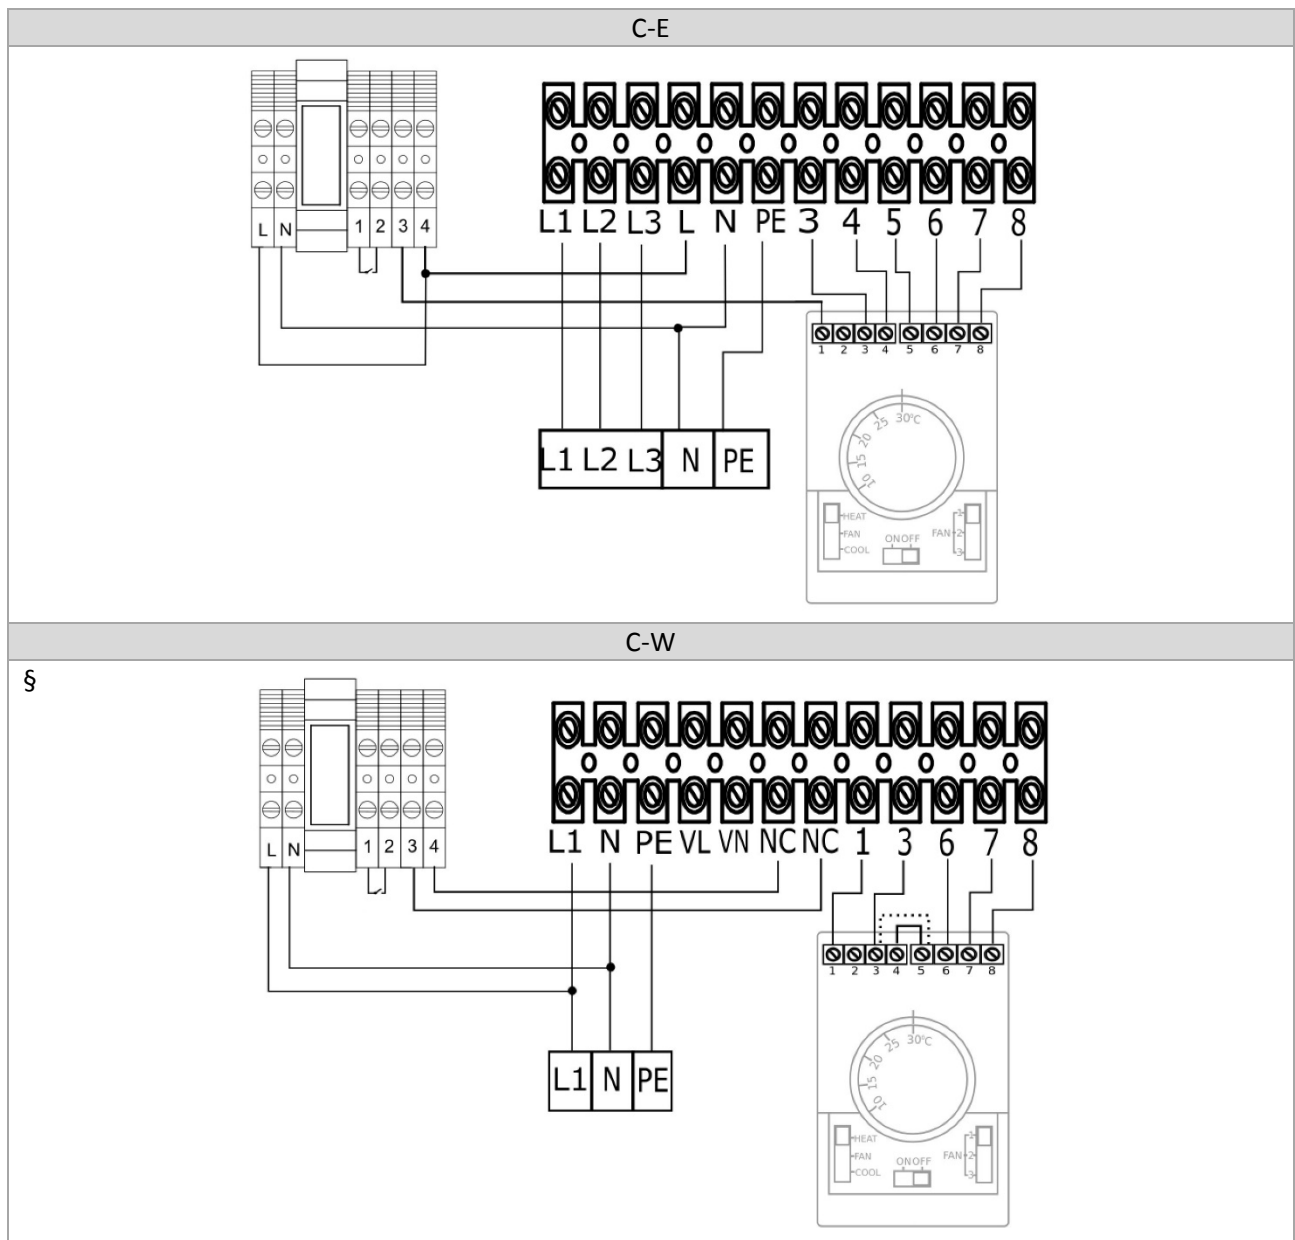 C-E
L N 1 2 3 4
L1 L2 L3 L N PE 3 4 5 6 7 8
1 2 3 4 5 6 7 8
L1 L2 L3 N PE
10 15 20 25 30°C
HEAT
FAN
COOL
ON OFF
FAN
1
2
3
C-W
§
L N 1 2 3 4
L1 N PE VL VN NC NC 1 3 6 7 8
1 2 3 4 5 6 7 8
L1 N PE
10 15 20 25 30°C
HEAT
FAN
COOL
ON OFF
FAN
1
2
3